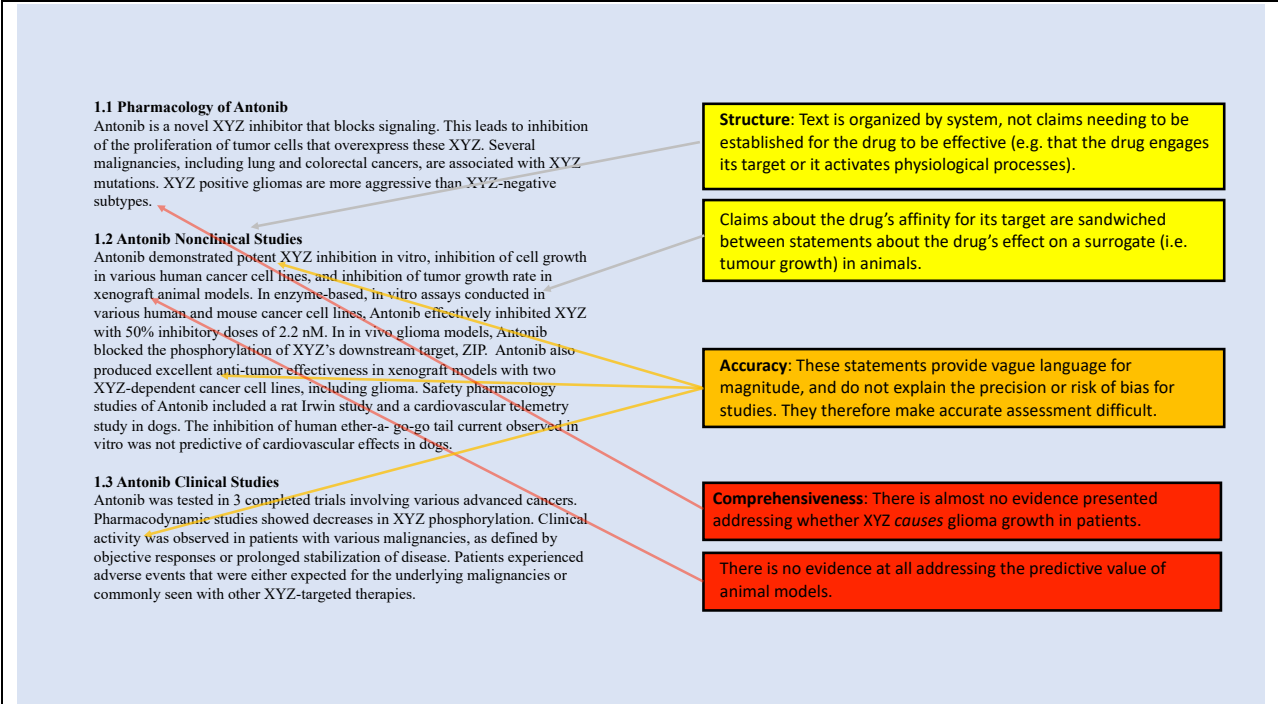 1.1 Pharmacology of Antonib
Antonib is a novel XYZ inhibitor that blocks signaling. This leads to inhibition
of the proliferation of tumor cells that overexpress these XYZ. Several
malignancies, including lung and colorectal cancers, are associated with XYZ
mutations. XYZ positive gliomas are more aggressive than XYZ-negative
subtypes.
1.2 Antonib Nonclinical Studies
Antonib demonstrated potent XYZ inhibition in vitro, inhibition of cell growth
in various human cancer cell lines, and inhibition of tumor growth rate in
xenograft animal models. In enzyme-based, in vitro assays conducted in
various human and mouse cancer cell lines, Antonib effectively inhibited XYZ
with 50% inhibitory doses of 2.2 nM. In in vivo glioma models, Antonib
blocked the phosphorylation of XYZ's downstream target, ZIP. Antonib also
produced excellent anti-tumor effectiveness in xenograft models with two
XYZ-dependent cancer cell lines, including glioma. Safety pharmacology
studies of Antonib included a rat Irwin study and a cardiovascular telemetry
study in dogs. The inhibition of human ether-a- go-go tail current observed in
vitro was not predictive of cardiovascular effects in dogs.
1.3 Antonib Clinical Studies
Antonib was tested in 3 completed trials involving various advanced cancers.
Pharmacodynamic studies showed decreases in XYZ phosphorylation. Clinical
activity was observed in patients with various malignancies, as defined by
objective responses or prolonged stabilization of disease. Patients experienced
adverse events that were either expected for the underlying malignancies or
commonly seen with other XYZ-targeted therapies.
Structure: Text is organized by system, not claims needing to be
established for the drug to be effective (e.g. that the drug engages
its target or it activates physiological processes).
Claims about the drug's affinity for its target are sandwiched
between statements about the drug's effect on a surrogate (i.e.
tumour growth) in animals.
Accuracy: These statements provide vague language for
magnitude, and do not explain the precision or risk of bias for
studies. They therefore make accurate assessment difficult.
Comprehensiveness: There is almost no evidence presented
addressing whether XYZ causes glioma growth in patients.
There is no evidence at all addressing the predictive value of
animal models.